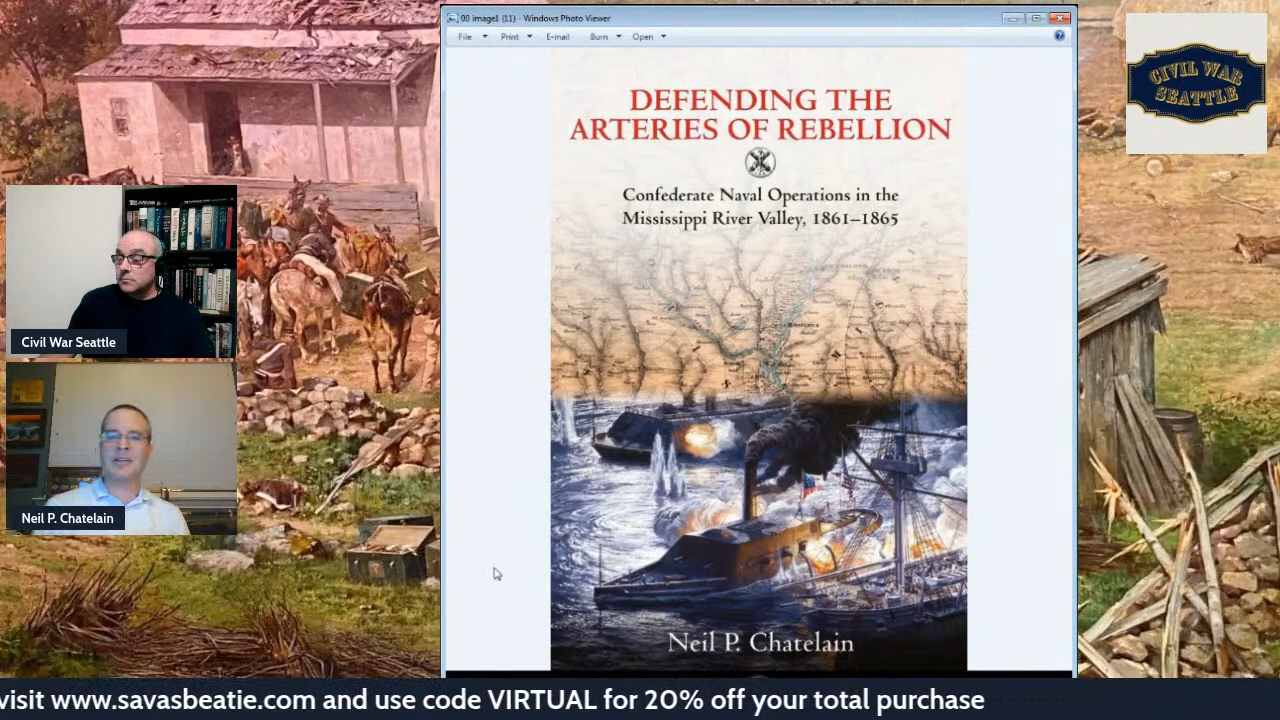 00 image1 (11) - Windows Photo Viewer
File Print E-mail Burn Open
DEFENDING THE
ARTERIES OF REBELLION
Confederate Naval Operations in the
Mississippi River Valley, 1861–1865
Neil P. Chatelain
CIVIL WAR
SEATTLE
Civil War Seattle
Neil P. Chatelain
visit www.savasbeatie.com and use code VIRTUAL for 20% off your total purchase